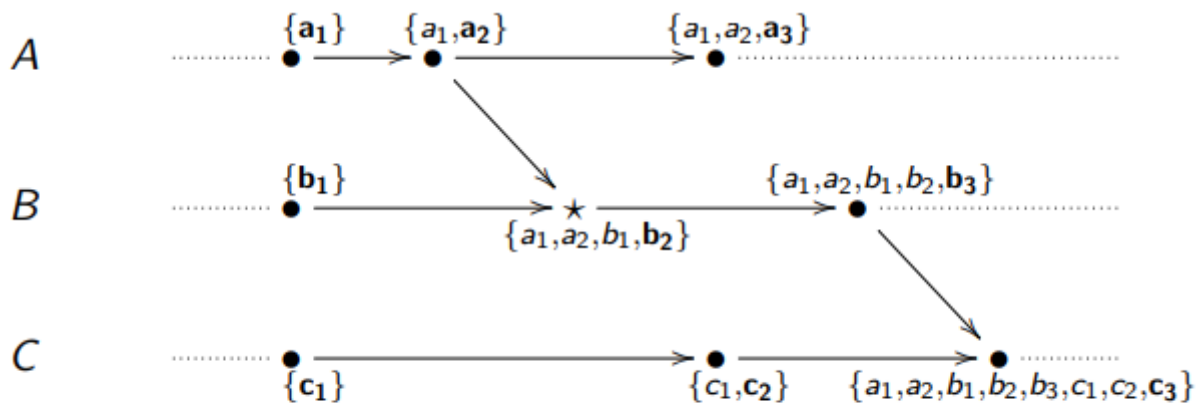 {a₁} {a₁,a₂} {a₁,a₂,a₃}
A
{b₁} {a₁,a₂,b₁,b₂,b₃}
B
{a₁,a₂,b₁,b₂}
C
{c₁} {c₁,c₂} {a₁,a₂,b₁,b₂,b₃,c₁,c₂,c₃}